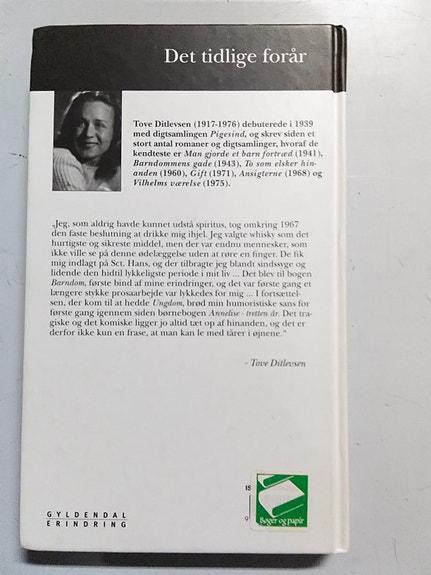 Det tidlige forår
Tove Ditlevsen (1917-1976) debuterede i 1939
med digtsamlingen Pigesind, og skrev siden et
stort antal romaner og digtsamlinger, hvoraf de
kendteste er Man gjorde et barn fortræd (1941),
Barndommens gade (1943), To som elsker hin-
anden (1960), Gift (1971), Ansigterne (1968) og
Vilhelms værelse (1975).
„Jeg, som aldrig havde kunnet udstå spiritus, tog omkring 1967
den faste beslutning at drikke mig ihjel. Jeg valgte whisky som det
hurtigste og sikreste middel, men der var endnu mennesker, som
ikke ville se på denne ødelæggelse uden at røre en finger. De fik
mig indlagt på Sct. Hans, og der tilbragte jeg blandt sindssyge og
lidende den hidtil lykkeligste periode i mit liv ... Det blev til bogen
Barndom, første bind af mine erindringer, og det var første gang et
længere stykke prosaarbejde var lykkedes for mig ... I fortsættel-
sen, der kom til at hedde Ungdom, brød min humoristiske sans for
første gang igennem siden børnebogen Annelise - tretten år. Det tra-
giske og det komiske ligger jo altid tæt op af hinanden, og det er
derfor ikke kun en frase, at man kan le med tårer i øjnene.“
- Tove Ditlevsen
IS
9
Bøger og papir
GYLDENDAL
ERINDRING